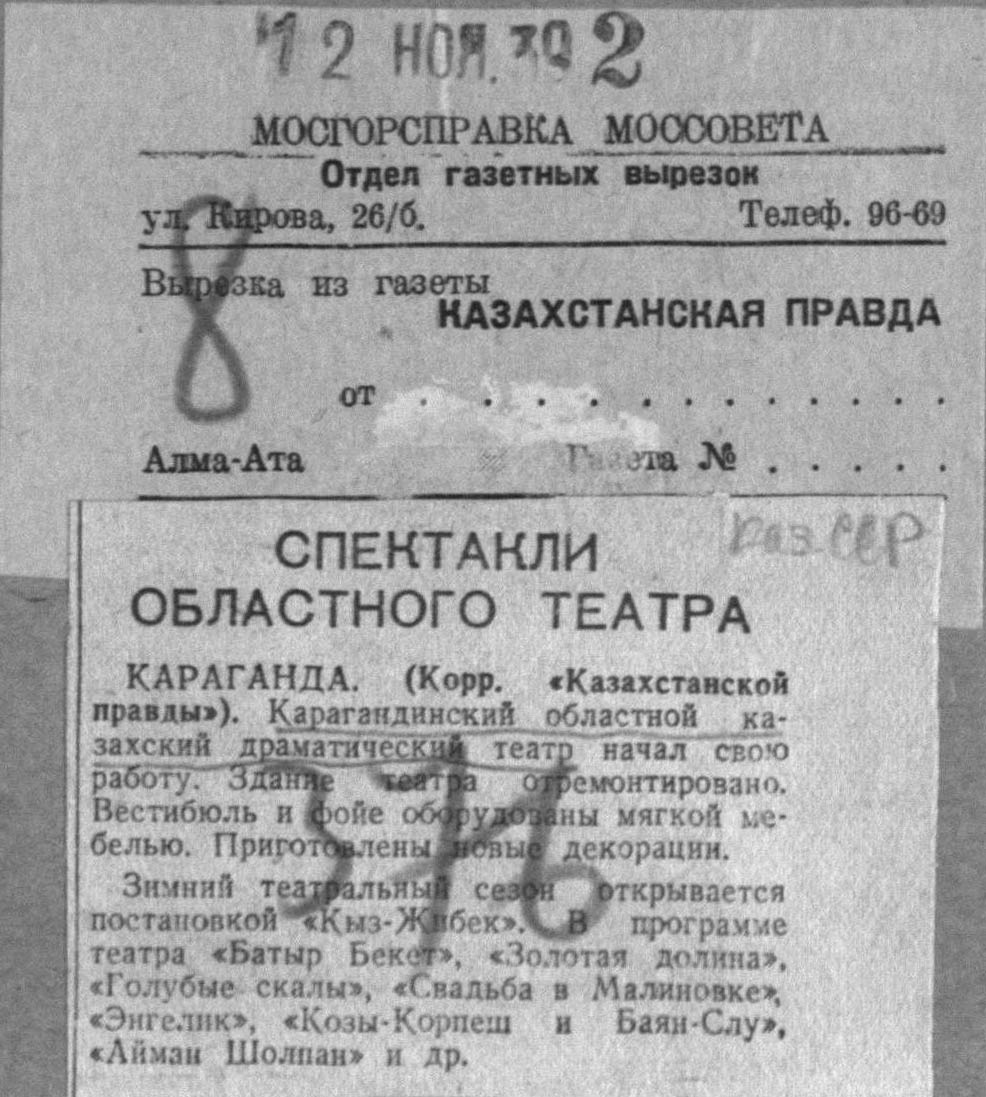 12 НОЯ. 39 2
МОСГОРСПРАВКА МОССОВЕТА
Отдел газетных вырезок
ул. Кирова, 26/б. Телеф. 96-69
Вырезка из газеты
КАЗАХСТАНСКАЯ ПРАВДА
8
от . . . . . . . . . . .
Алма-Ата Газета № . . . . .
Каз ССР
СПЕКТАКЛИ
ОБЛАСТНОГО ТЕАТРА
КАРАГАНДА. (Корр. «Казахстанской
правды»). Карагандинский областной ка-
захский драматический театр начал свою
работу. Здание театра отремонтировано.
Вестибюль и фойе оборудованы мягкой ме-
белью. Приготовлены новые декорации.
Зимний театральный сезон открывается
постановкой «Кыз-Жибек». В программе
театра «Батыр Бекет», «Золотая долина»,
«Голубые скалы», «Свадьба в Малиновке»,
«Энгелик», «Козы-Корпеш и Баян-Слу»,
«Айман Шолпан» и др.